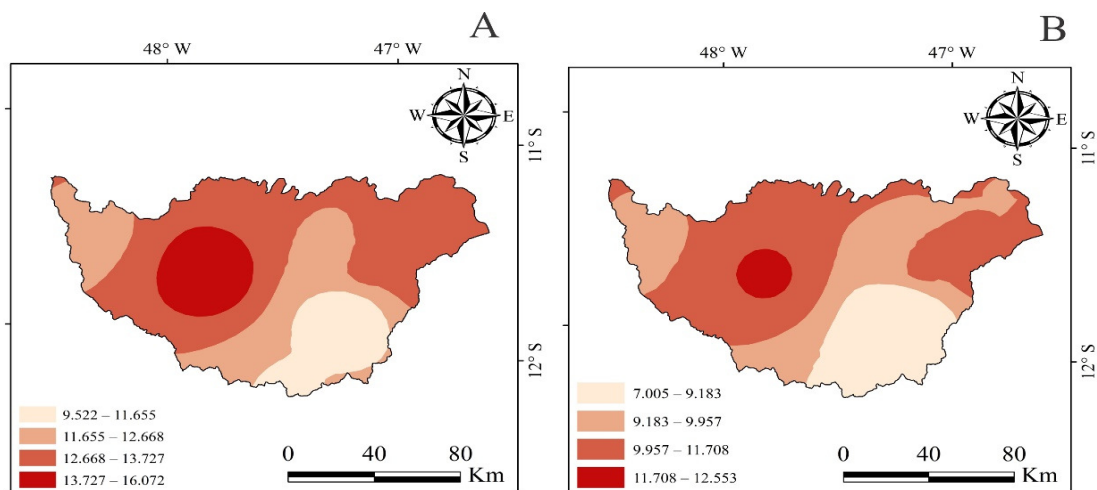 A
48° W 47° W
N
W E
S
11° S
12° S
9.522 – 11.655
11.655 – 12.668
12.668 – 13.727
13.727 – 16.072
0 40 80
Km
B
48° W 47° W
N
W E
S
11° S
12° S
7.005 – 9.183
9.183 – 9.957
9.957 – 11.708
11.708 – 12.553
0 40 80
Km